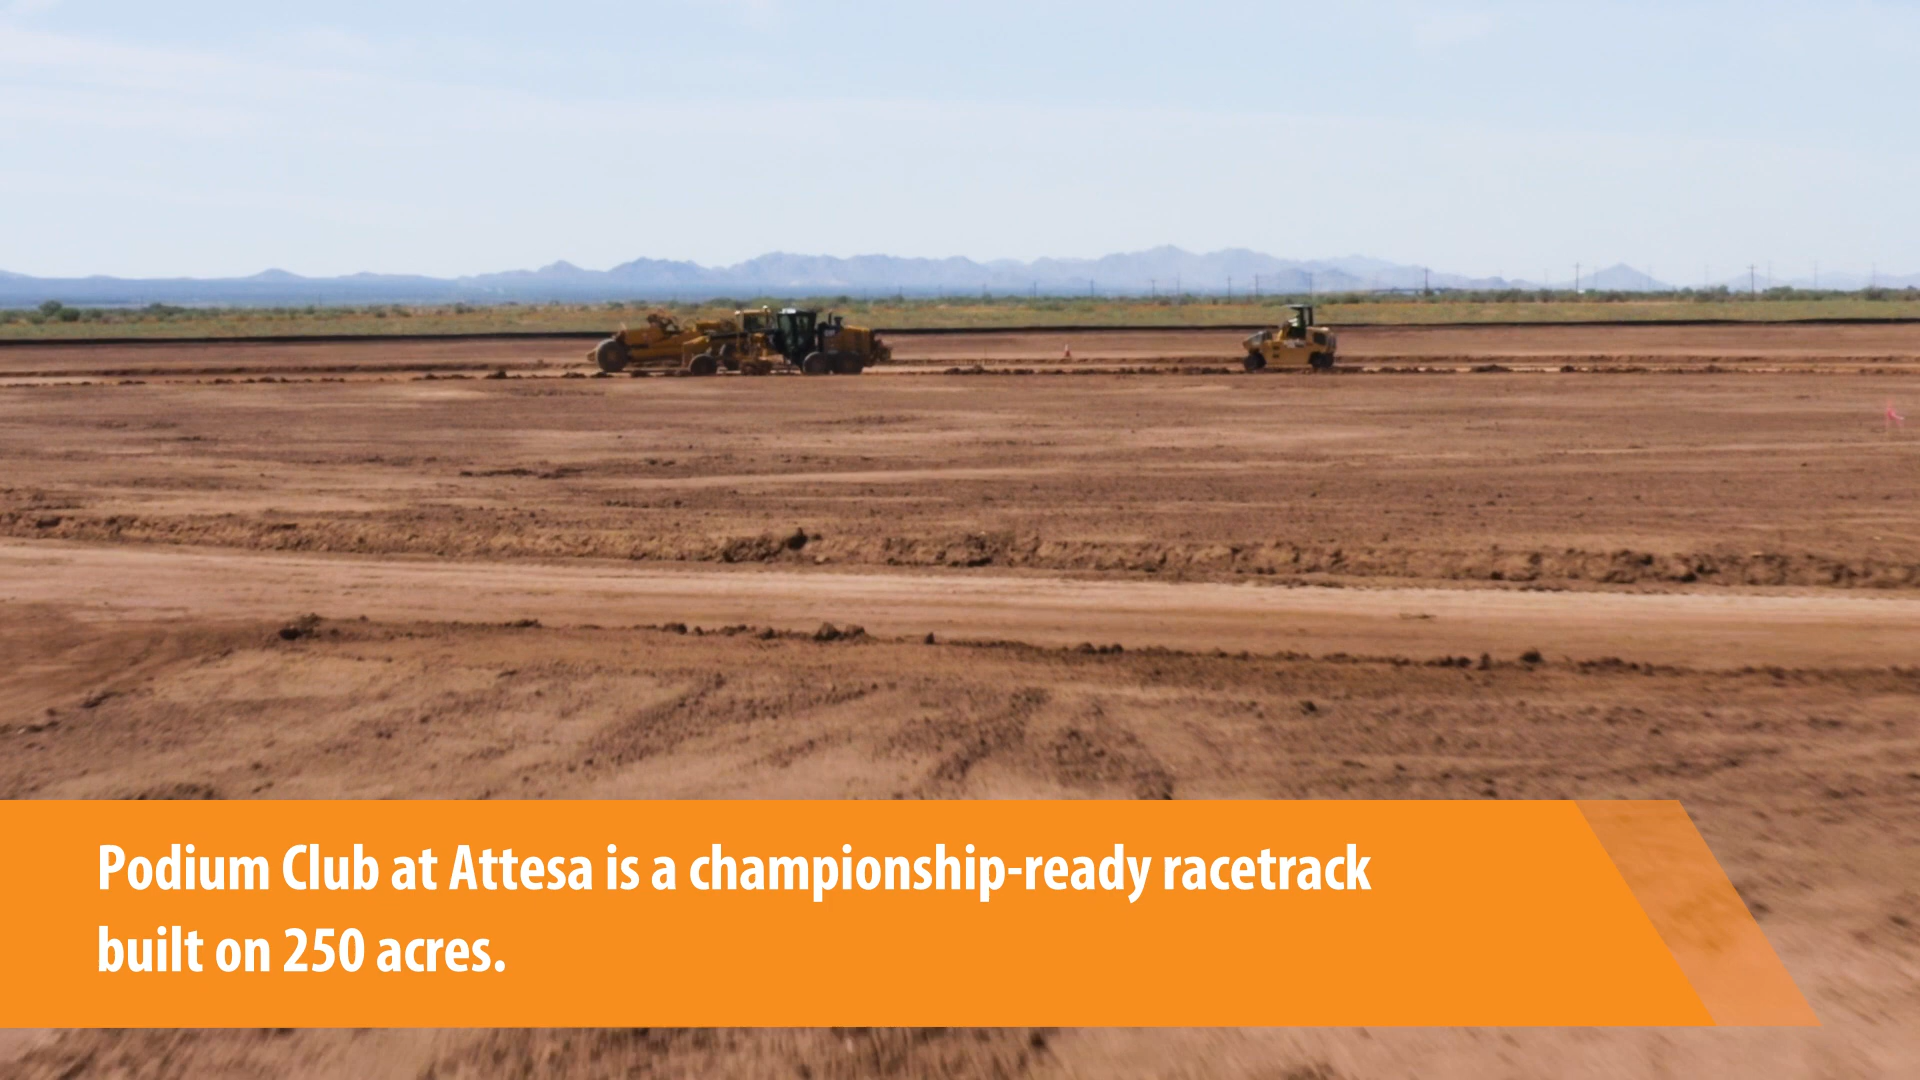 Podium Club at Attesa is a championship-ready racetrack
built on 250 acres.